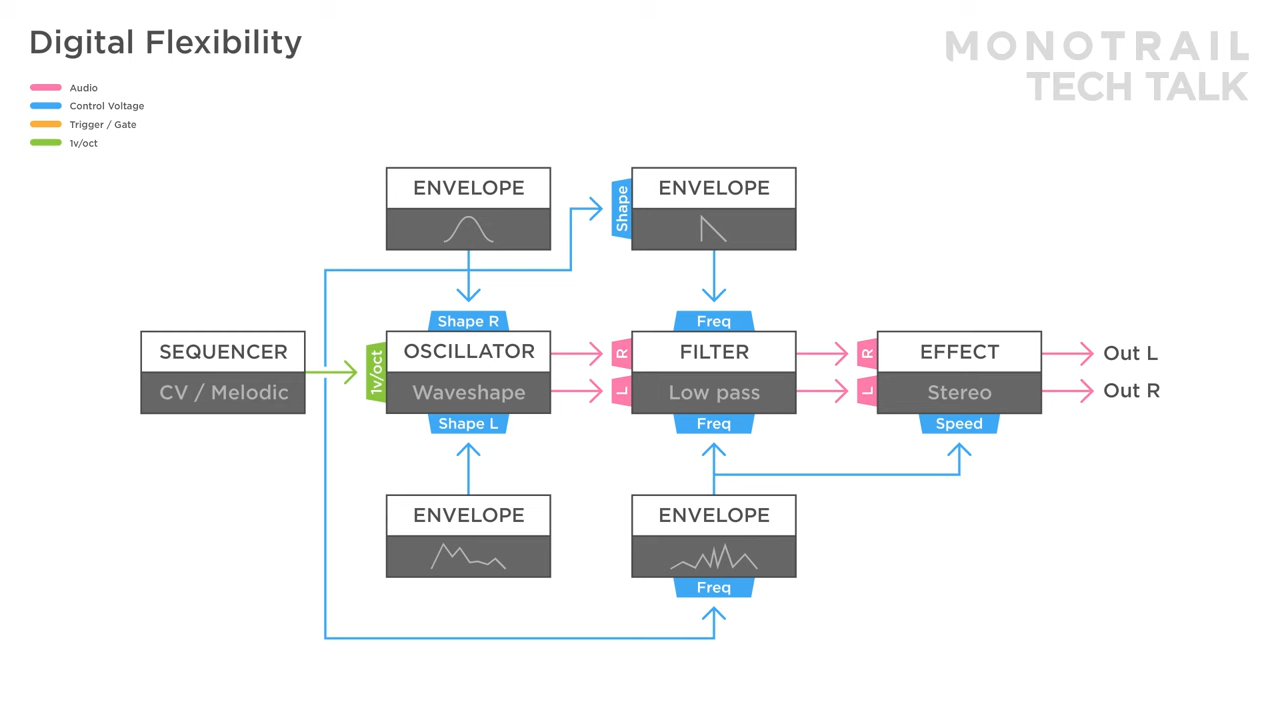 Digital Flexibility
MONOTRAIL
TECH TALK
Audio
Control Voltage
Trigger / Gate
1v/oct
ENVELOPE
Shape
ENVELOPE
Shape R
Freq
SEQUENCER
CV / Melodic
1v/oct
OSCILLATOR
Waveshape
R
L
FILTER
Low pass
R
L
EFFECT
Stereo
Out L
Out R
Shape L
Freq
Speed
ENVELOPE
ENVELOPE
Freq